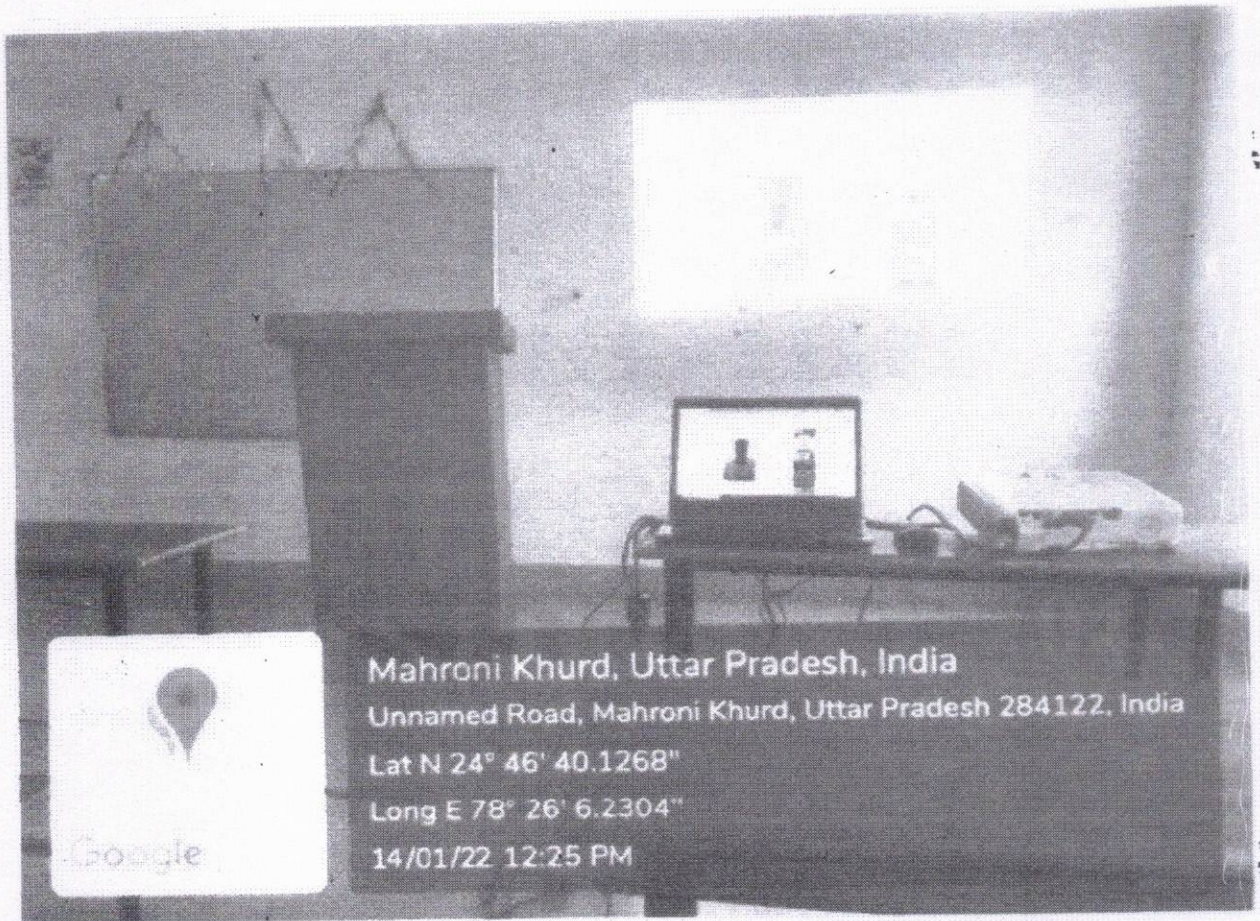 Mahroni Khurd, Uttar Pradesh, India
Unnamed Road, Mahroni Khurd, Uttar Pradesh 284122, India
Lat N 24° 46' 40.1268"
Long E 78° 26' 6.2304"
14/01/22 12:25 PM
Google